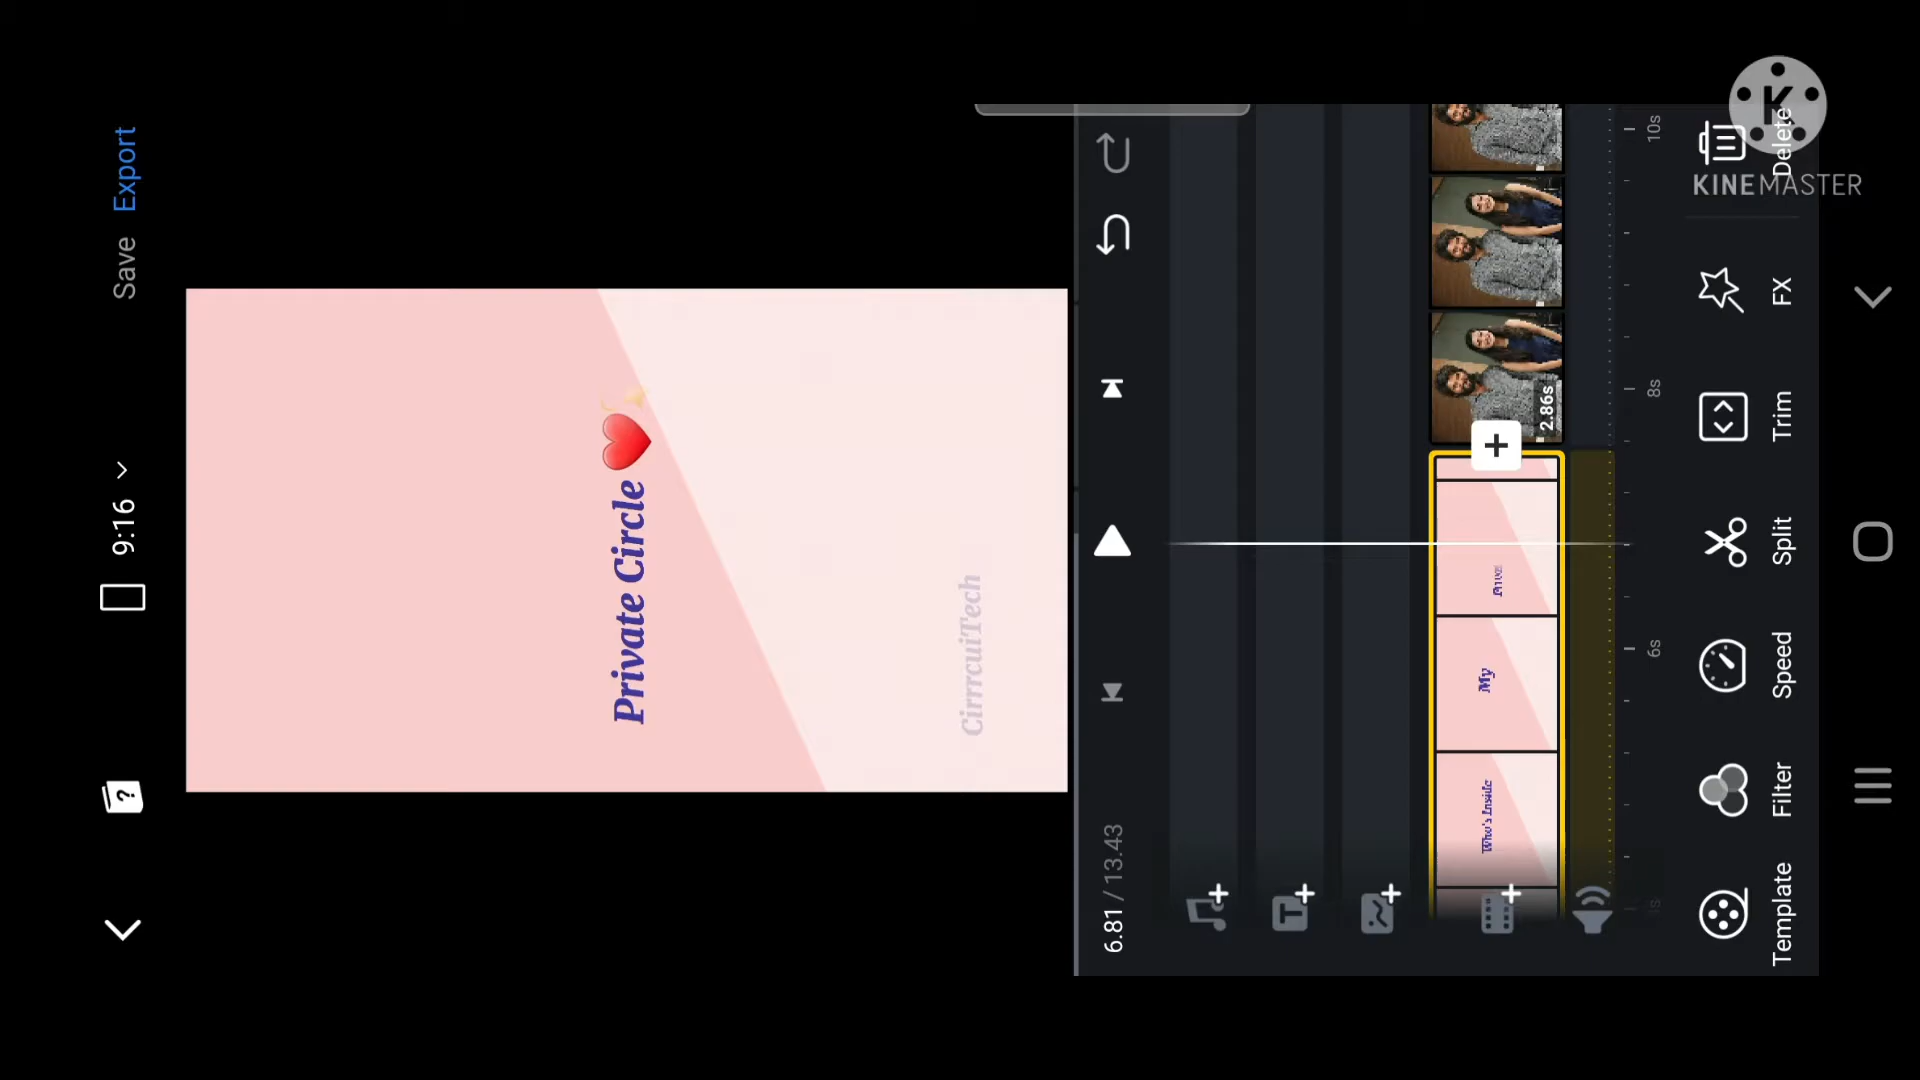 9:16
Save
Export
Private Circle
CirrrcuiTech
6.81 / 13.43
Who's Inside
My
2.86s
6s
8s
10s
Template
Filter
Speed
Split
Trim
FX
Delete
K
KINEMASTER